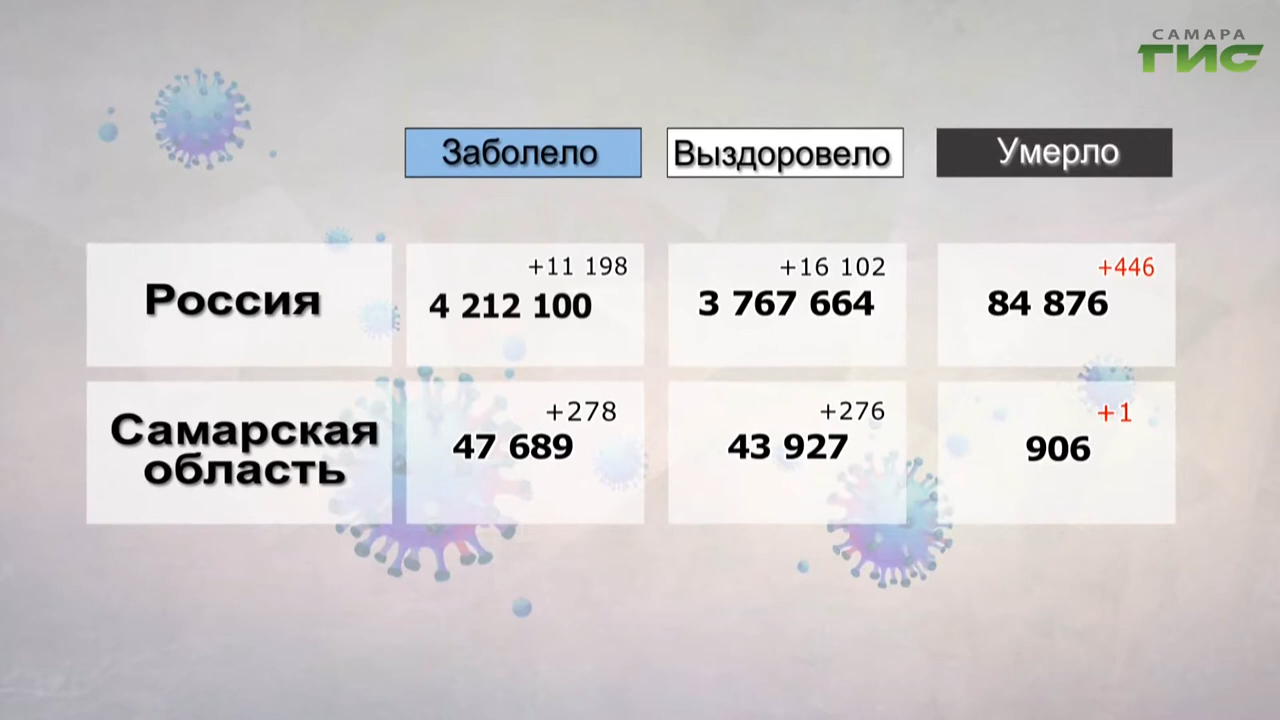 САМАРА
ГИС
Заболело Выздоровело Умерло
+11 198 +16 102 +446
Россия 4 212 100 3 767 664 84 876
+278 +276 +1
Самарская 47 689 43 927 906
область